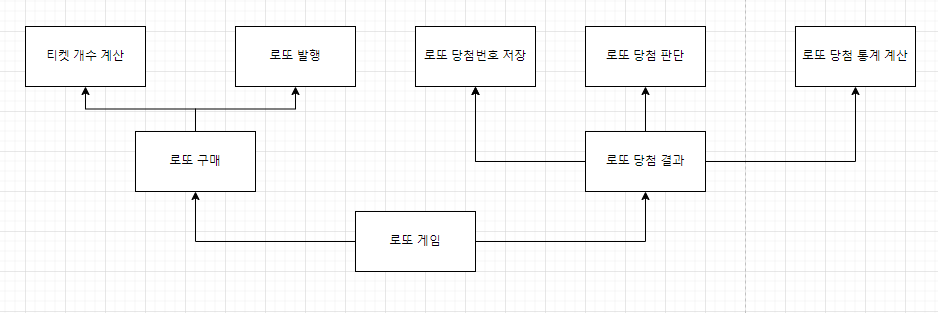 티켓 개수 계산
로또 발행
로또 당첨번호 저장
로또 당첨 판단
로또 당첨 통계 계산
로또 구매
로또 당첨 결과
로또 게임